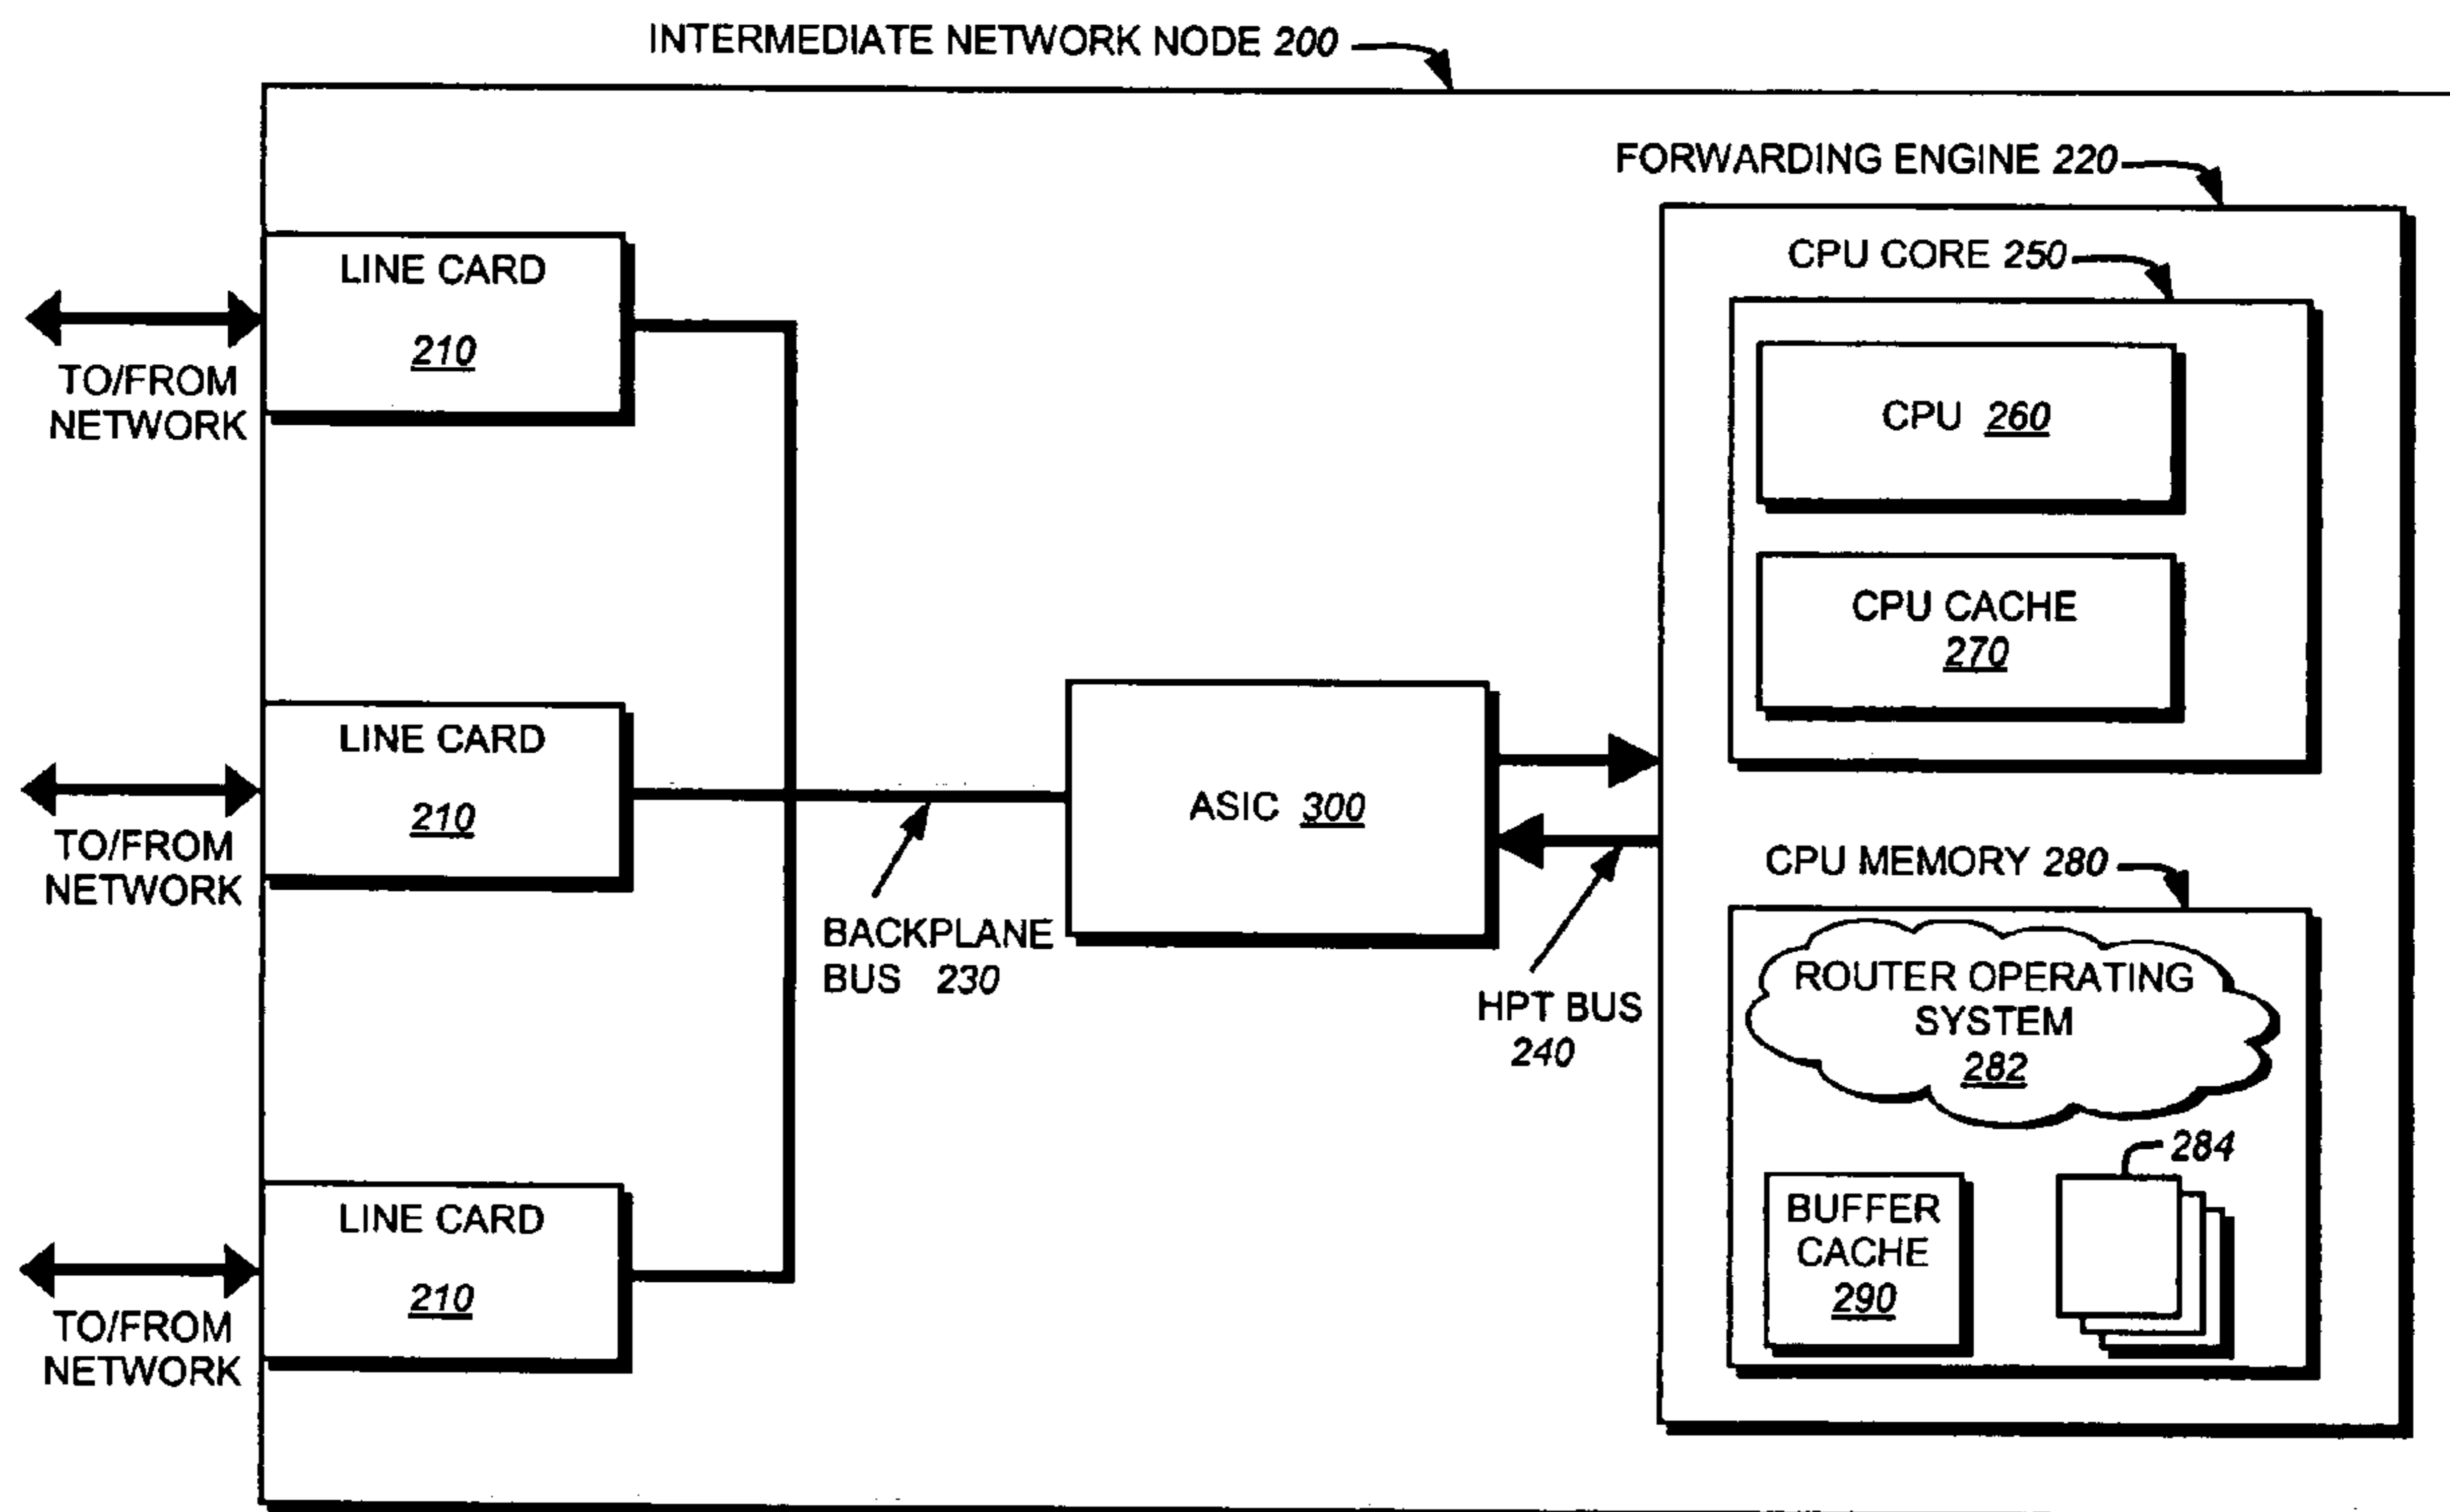 INTERMEDIATE NETWORK NODE 200
FORWARDING ENGINE 220
CPU CORE 250
LINE CARD
210
TO/FROM
NETWORK
CPU 260
CPU CACHE
270
LINE CARD
210
TO/FROM
NETWORK
BACKPLANE
BUS 230
ASIC 300
HPT BUS
240
CPU MEMORY 280
ROUTER OPERATING
SYSTEM
282
284
BUFFER
CACHE
290
LINE CARD
210
TO/FROM
NETWORK